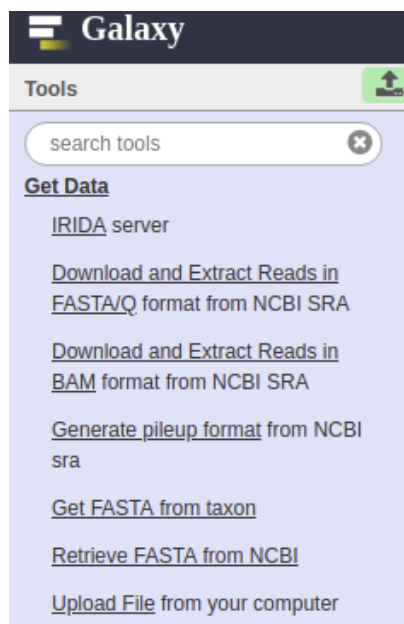 Galaxy
Tools
search tools
Get Data
IRIDA server
Download and Extract Reads in
FASTA/Q format from NCBI SRA
Download and Extract Reads in
BAM format from NCBI SRA
Generate pileup format from NCBI
sra
Get FASTA from taxon
Retrieve FASTA from NCBI
Upload File from your computer